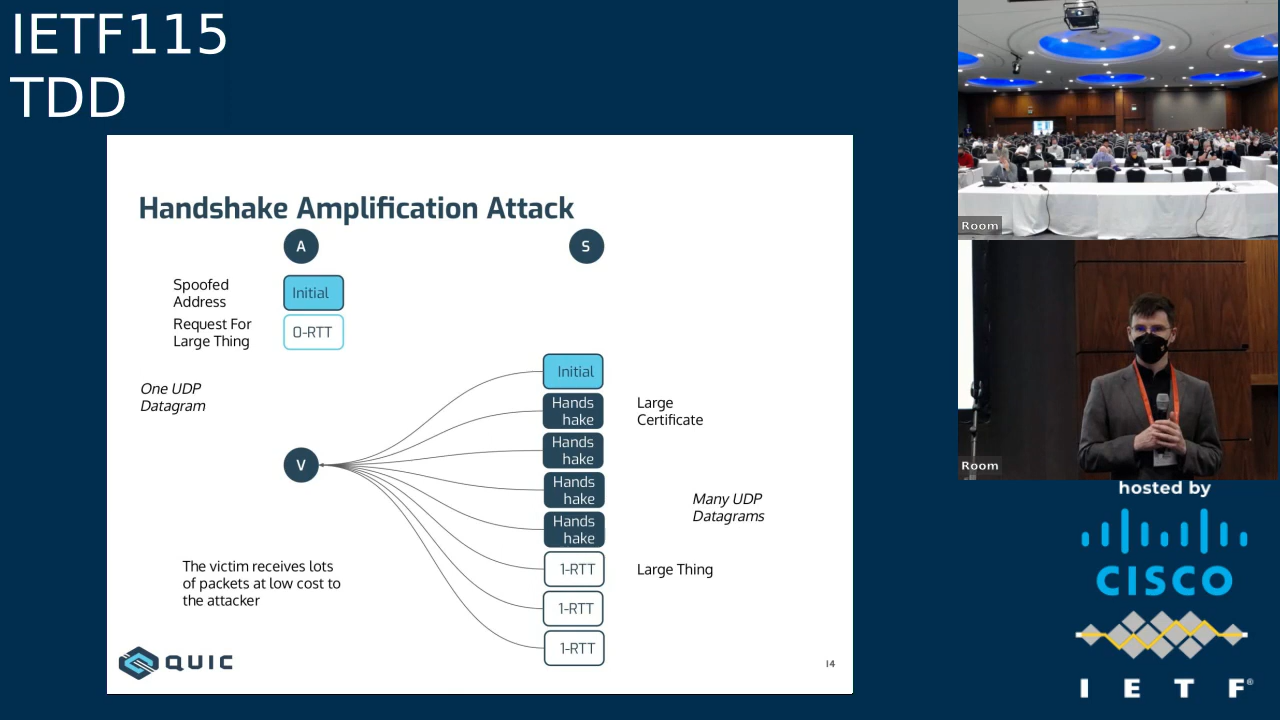 IETF115
TDD
Handshake Amplification Attack
A
S
Spoofed
Address
Initial
Request For
Large Thing
0-RTT
One UDP
Datagram
Initial
Hands
hake
Large
Certificate
Hands
hake
V
Hands
hake
Many UDP
Datagrams
Hands
hake
1-RTT
Large Thing
The victim receives lots
of packets at low cost to
the attacker
1-RTT
1-RTT
QUIC
14
Room
Room
hosted by
CISCO
I E T F®